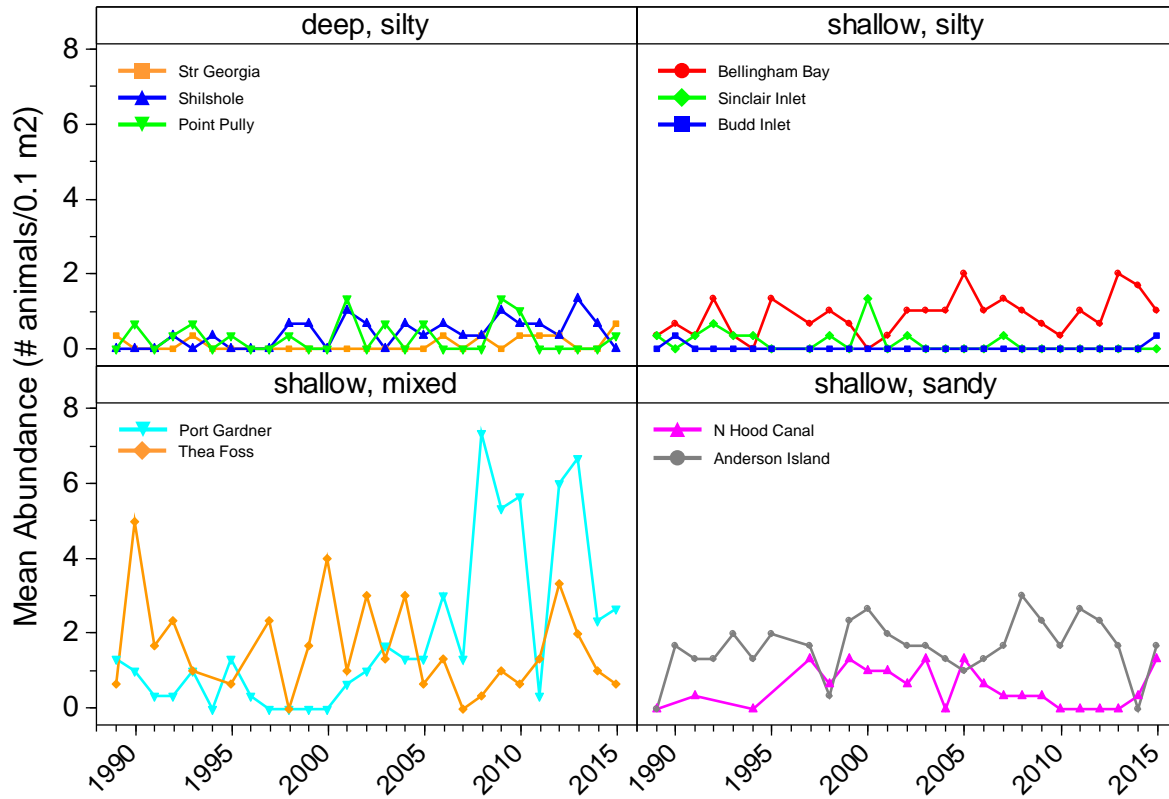 Mean Abundance (# animals/0.1 m2)
deep, silty
8
6
4
2
0
Str Georgia
Shilshole
Point Pully
shallow, silty
Bellingham Bay
Sinclair Inlet
Budd Inlet
shallow, mixed
8
6
4
2
0
Port Gardner
Thea Foss
shallow, sandy
N Hood Canal
Anderson Island
1990 1995 2000 2005 2010 2015
1990 1995 2000 2005 2010 2015